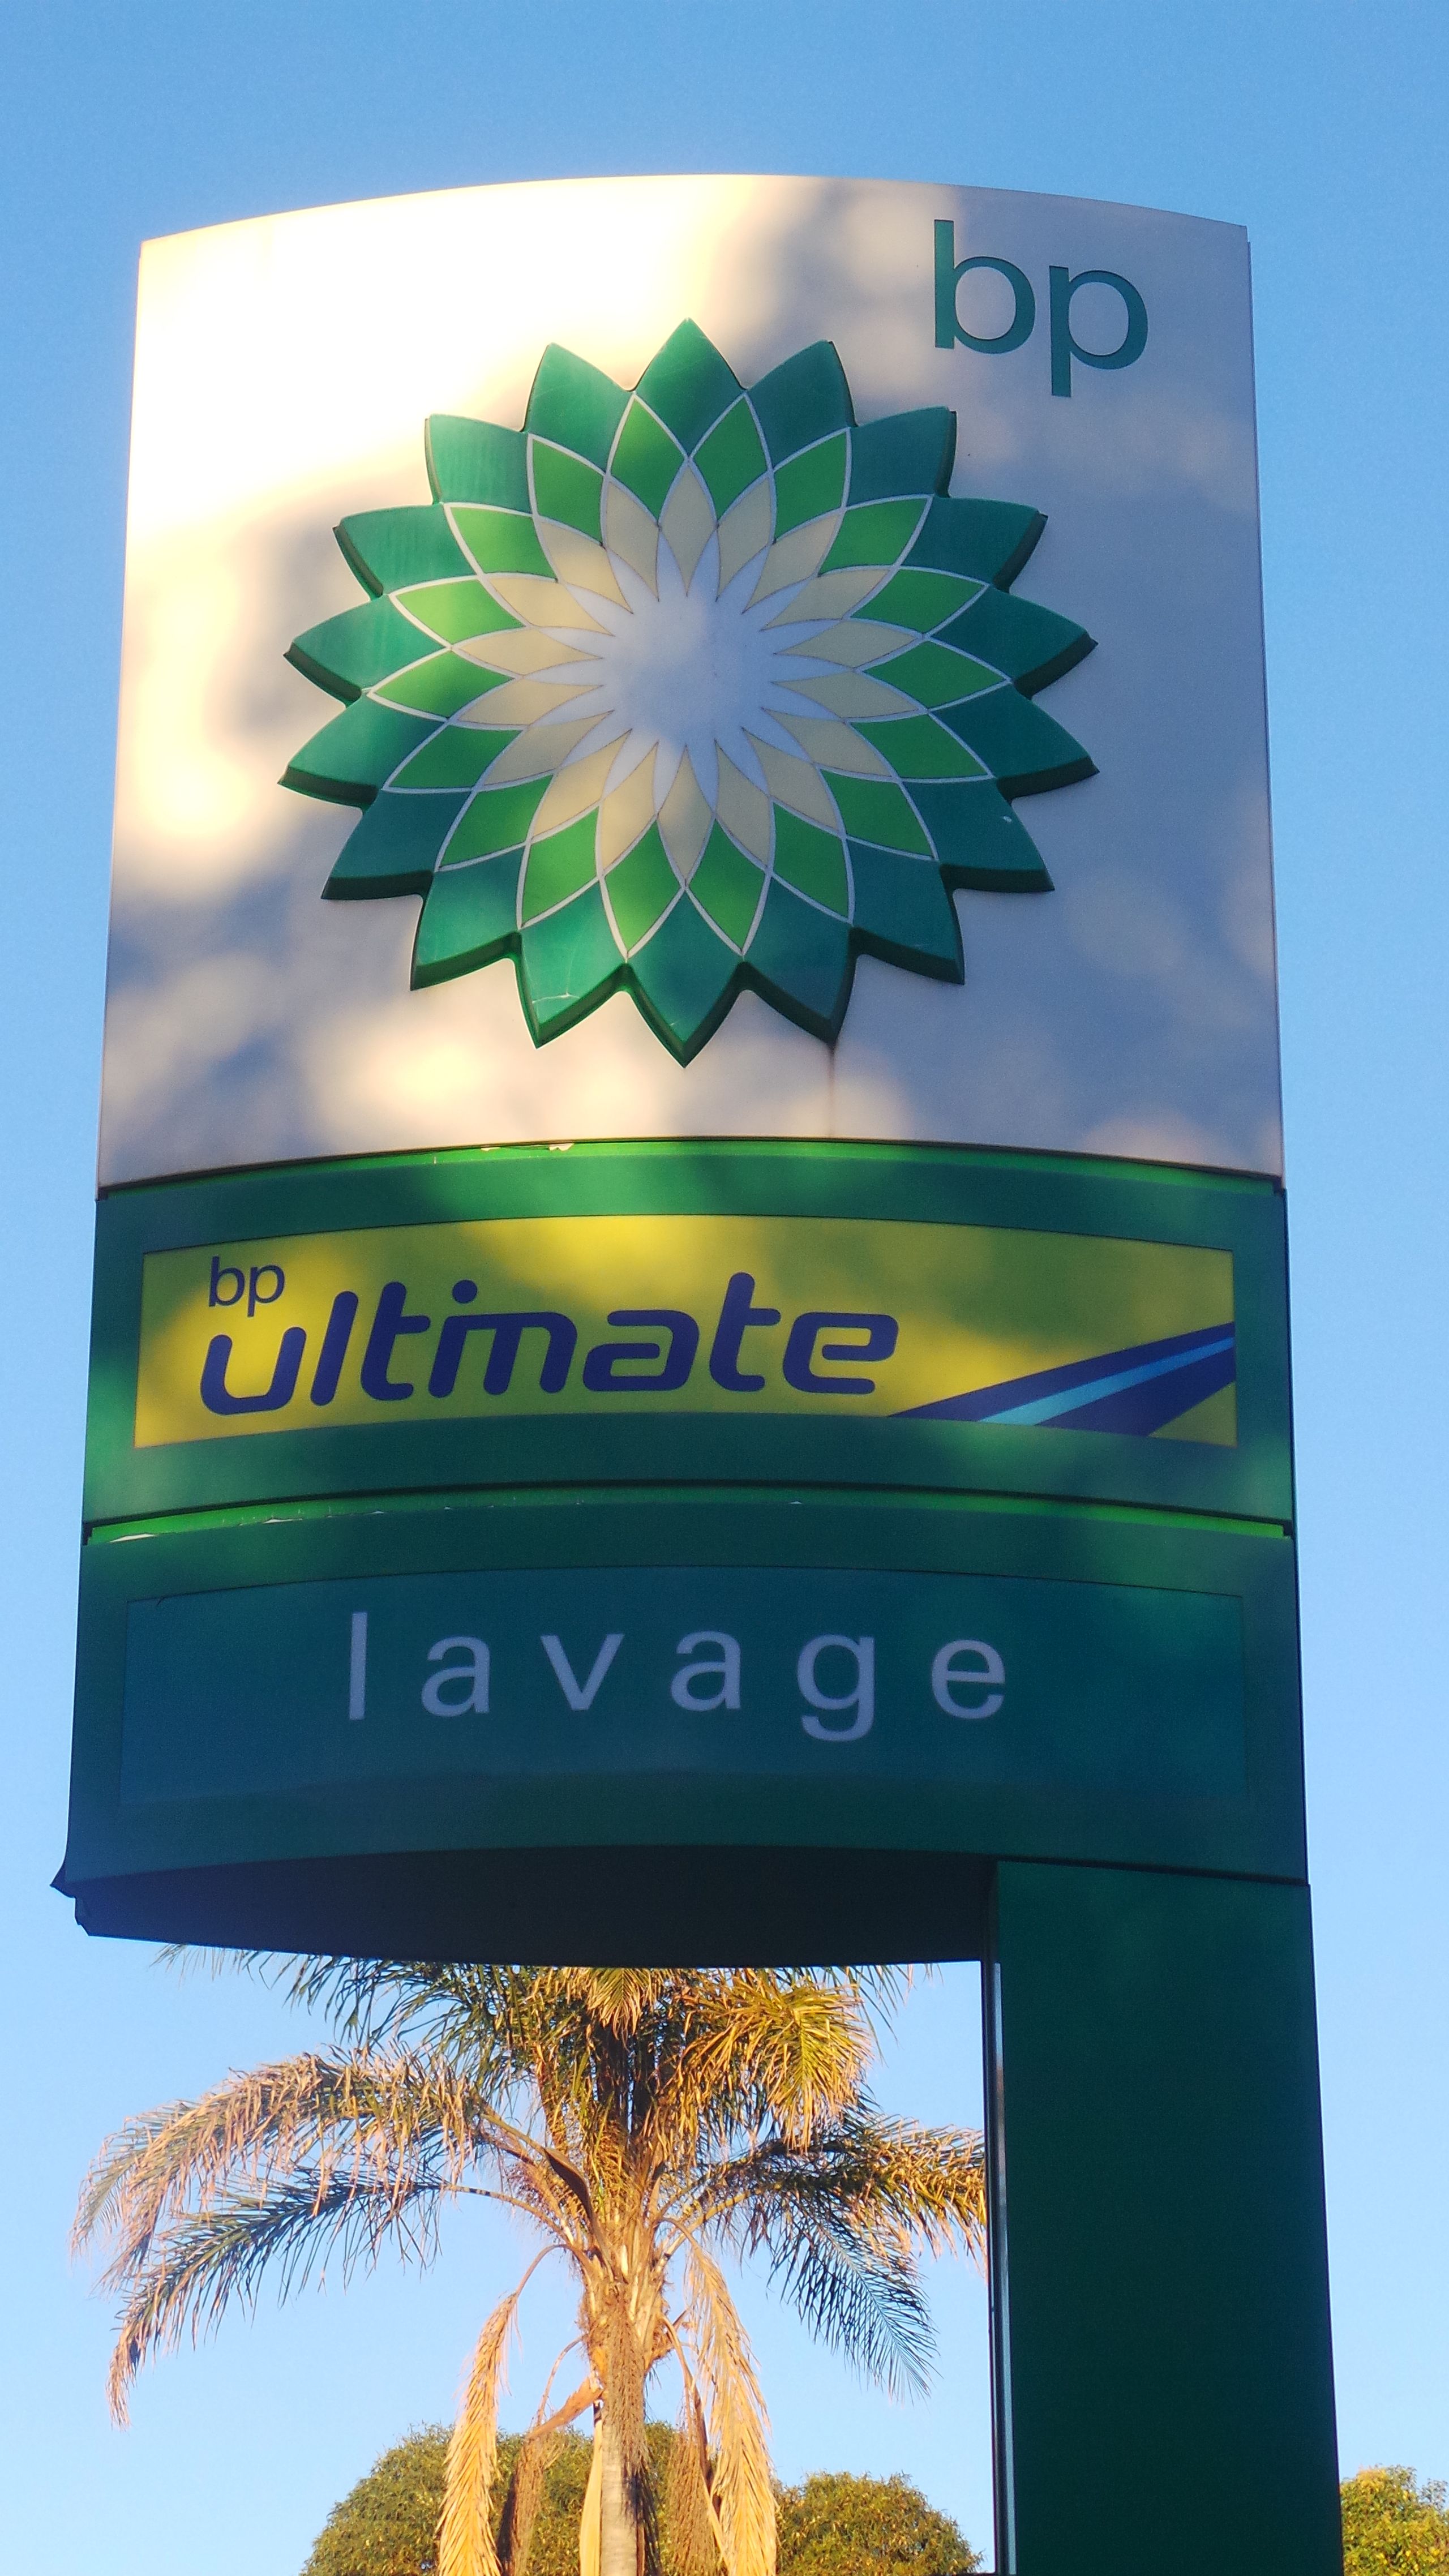 bp
bp
ultimate
lavage